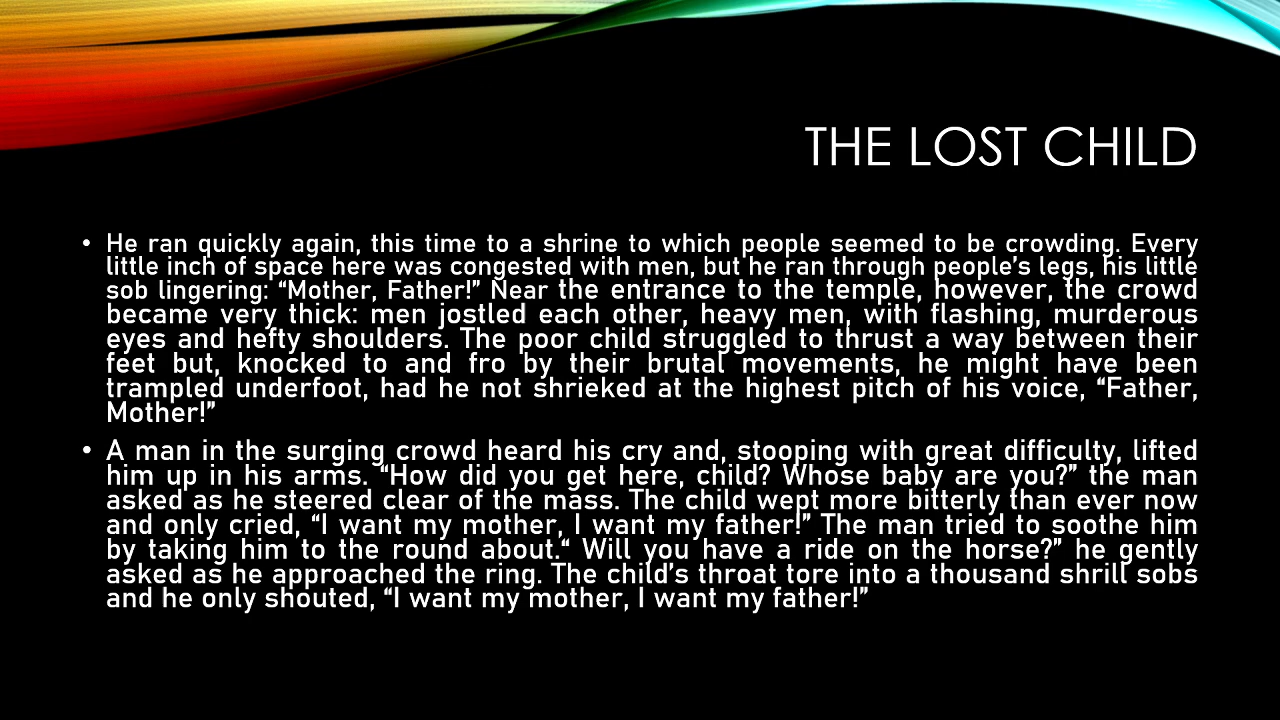 THE LOST CHILD
• He ran quickly again, this time to a shrine to which people seemed to be crowding. Every
little inch of space here was congested with men, but he ran through people’s legs, his little
sob lingering: “Mother, Father!” Near the entrance to the temple, however, the crowd
became very thick: men jostled each other, heavy men, with flashing, murderous
eyes and hefty shoulders. The poor child struggled to thrust a way between their
feet but, knocked to and fro by their brutal movements, he might have been
trampled underfoot, had he not shrieked at the highest pitch of his voice, “Father,
Mother!”
• A man in the surging crowd heard his cry and, stooping with great difficulty, lifted
him up in his arms. “How did you get here, child? Whose baby are you?” the man
asked as he steered clear of the mass. The child wept more bitterly than ever now
and only cried, “I want my mother, I want my father!” The man tried to soothe him
by taking him to the round about.“ Will you have a ride on the horse?” he gently
asked as he approached the ring. The child’s throat tore into a thousand shrill sobs
and he only shouted, “I want my mother, I want my father!”